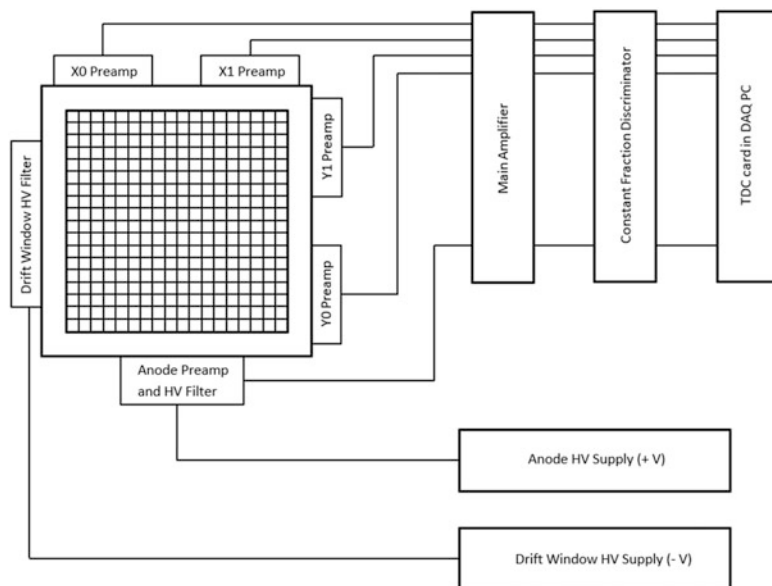 X0 Preamp
X1 Preamp
Y1 Preamp
Y0 Preamp
Drift Window HV Filter
Anode Preamp
and HV Filter
Main Amplifier
Constant Fraction Discriminator
TDC card in DAQ PC
Anode HV Supply (+ V)
Drift Window HV Supply (- V)